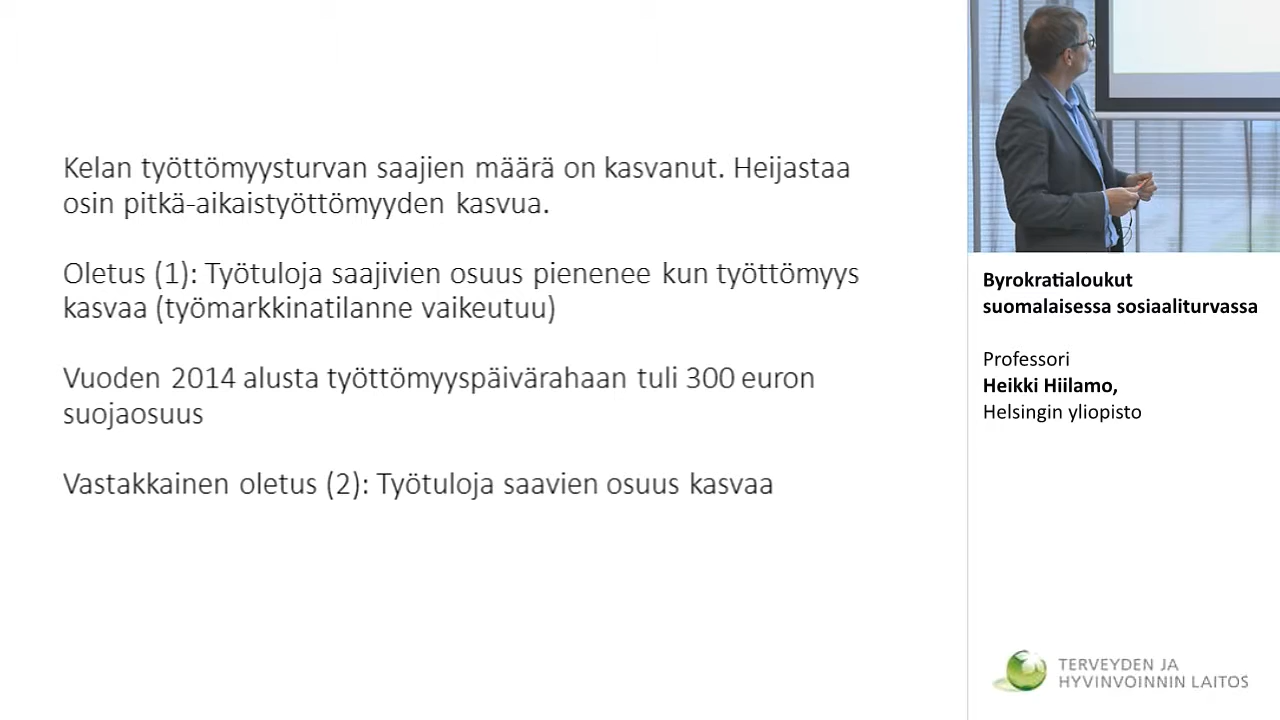 Kelan työttömyysturvan saajien määrä on kasvanut. Heijastaa
osin pitkä-aikaistyöttömyyden kasvua.
Oletus (1): Työtuloja saajivien osuus pienenee kun työttömyys
kasvaa (työmarkkinatilanne vaikeutuu)
Vuoden 2014 alusta työttömyyspäivärahaan tuli 300 euron
suojaosuus
Vastakkainen oletus (2): Työtuloja saavien osuus kasvaa
Byrokratialoukut
suomalaisessa sosiaaliturvassa
Professori
Heikki Hiilamo,
Helsingin yliopisto
TERVEYDEN JA
HYVINVOINNIN LAITOS